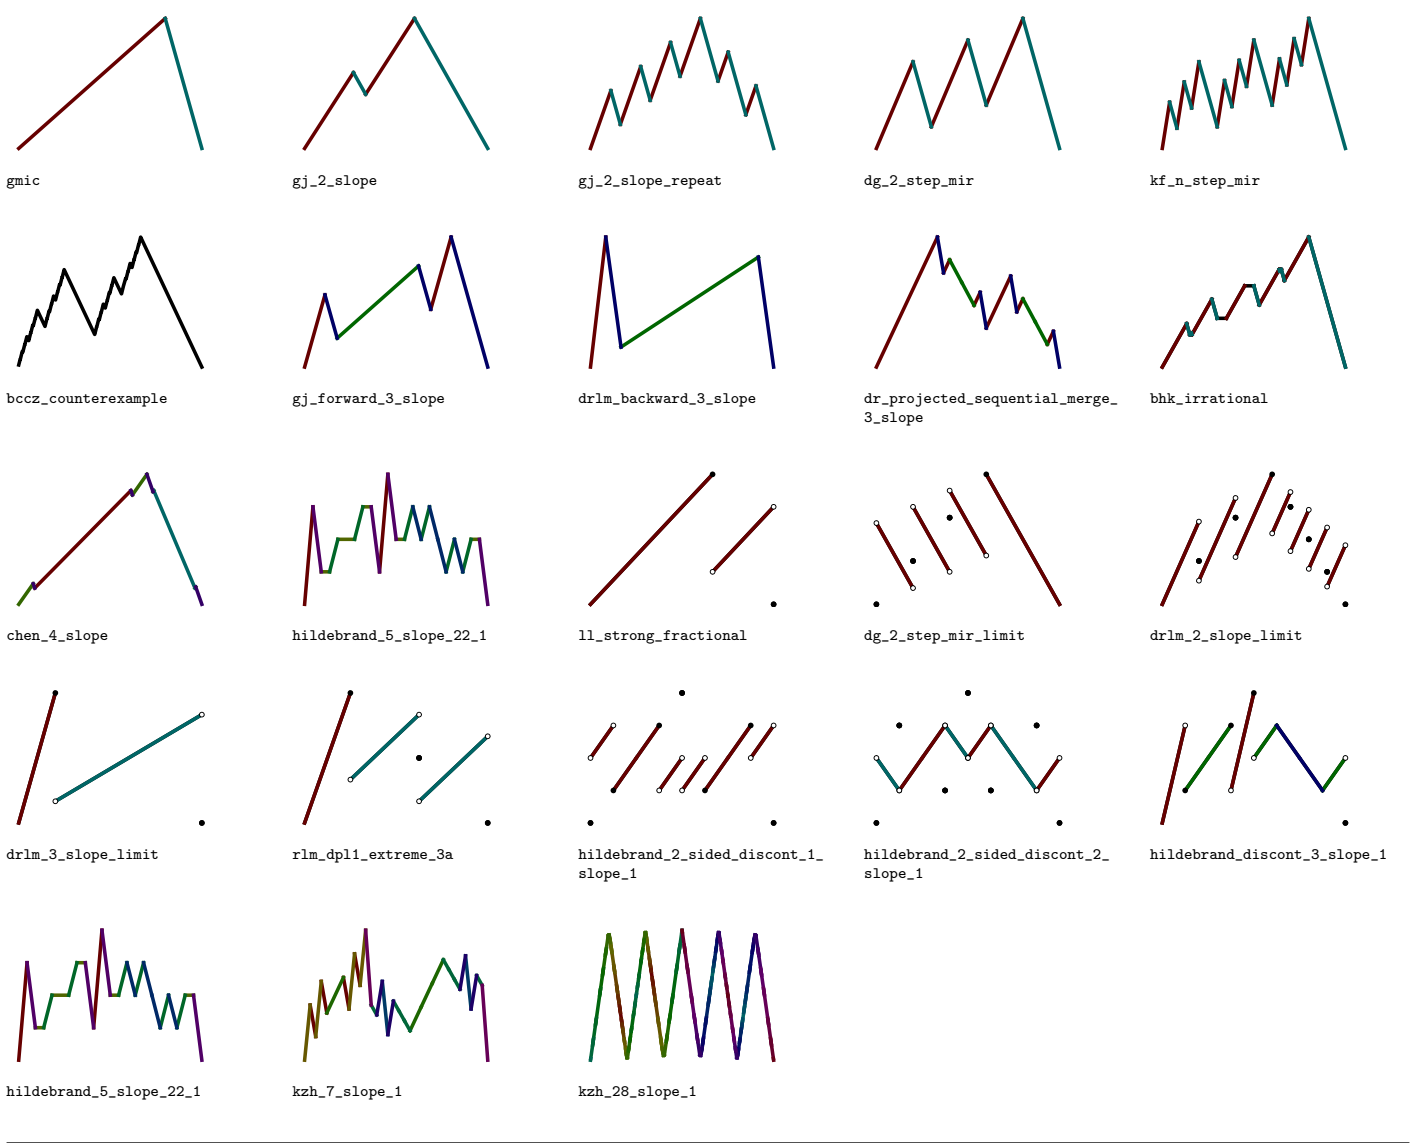 gmic
gj_2_slope
gj_2_slope_repeat
dg_2_step_mir
kf_n_step_mir
bccz_counterexample
gj_forward_3_slope
drlm_backward_3_slope
dr_projected_sequential_merge_
3_slope
bhk_irrational
chen_4_slope
hildebrand_5_slope_22_1
ll_strong_fractional
dg_2_step_mir_limit
drlm_2_slope_limit
drlm_3_slope_limit
rlm_dpl1_extreme_3a
hildebrand_2_sided_discont_1_
slope_1
hildebrand_2_sided_discont_2_
slope_1
hildebrand_discont_3_slope_1
hildebrand_5_slope_22_1
kzh_7_slope_1
kzh_28_slope_1